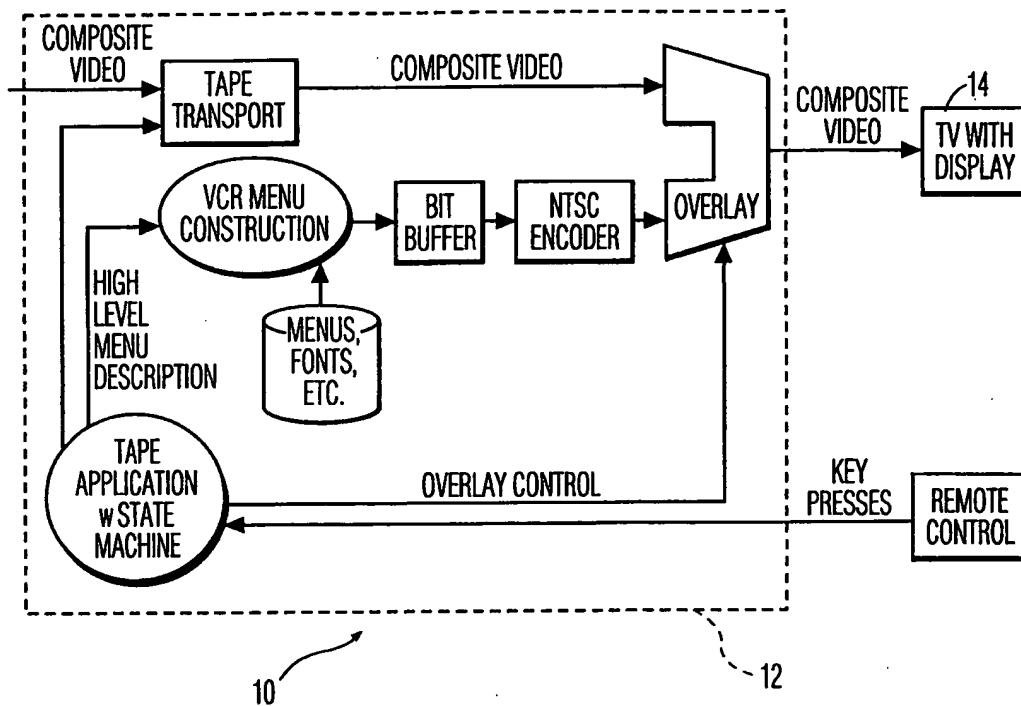 COMPOSITE
VIDEO
TAPE
TRANSPORT
COMPOSITE VIDEO
COMPOSITE
VIDEO
14
TV WITH
DISPLAY
VCR MENU
CONSTRUCTION
BIT
BUFFER
NTSC
ENCODER
OVERLAY
HIGH
LEVEL
MENU
DESCRIPTION
MENUS,
FONTS,
ETC.
TAPE
APPLICATION
w STATE
MACHINE
OVERLAY CONTROL
KEY
PRESSES
REMOTE
CONTROL
10
12